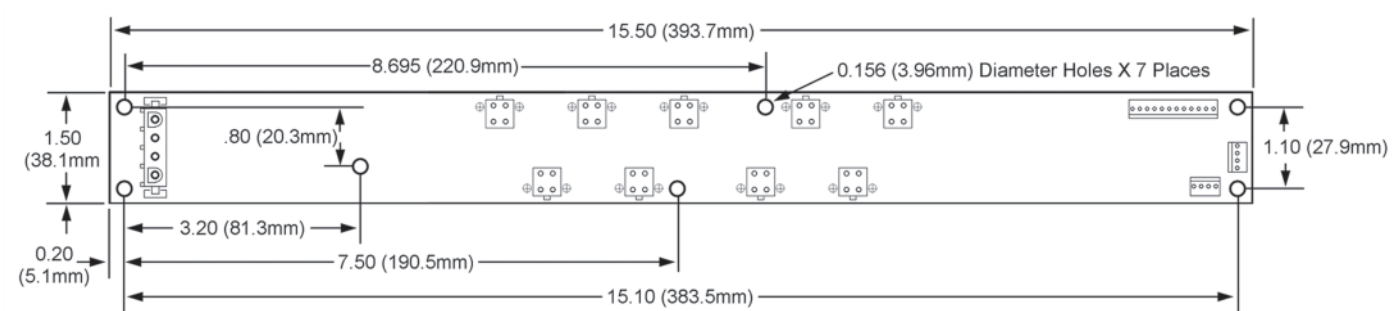 15.50 (393.7mm)
8.695 (220.9mm)
0.156 (3.96mm) Diameter Holes X 7 Places
1.50
(38.1mm
.80 (20.3mm)
1.10 (27.9mm)
3.20 (81.3mm)
0.20
(5.1mm)
7.50 (190.5mm)
15.10 (383.5mm)